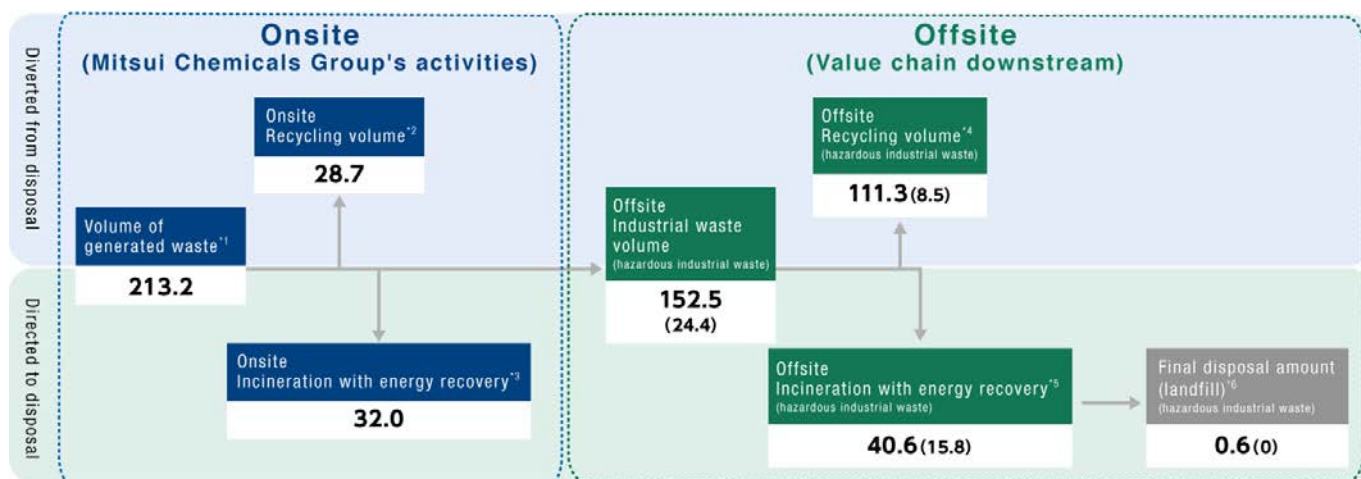 Diverted from disposal
Directed to disposal
Onsite
(Mitsui Chemicals Group's activities)
Onsite
Recycling volume*2
28.7
Volume of
generated waste*1
213.2
Onsite
Incineration with energy recovery*3
32.0
Offsite
(Value chain downstream)
Offsite
Recycling volume*4
(hazardous industrial waste)
111.3(8.5)
Offsite
Industrial waste
volume
(hazardous industrial waste)
152.5
(24.4)
Offsite
Incineration with energy recovery*5
(hazardous industrial waste)
40.6(15.8)
Final disposal amount
(landfill)*6
(hazardous industrial waste)
0.6(0)